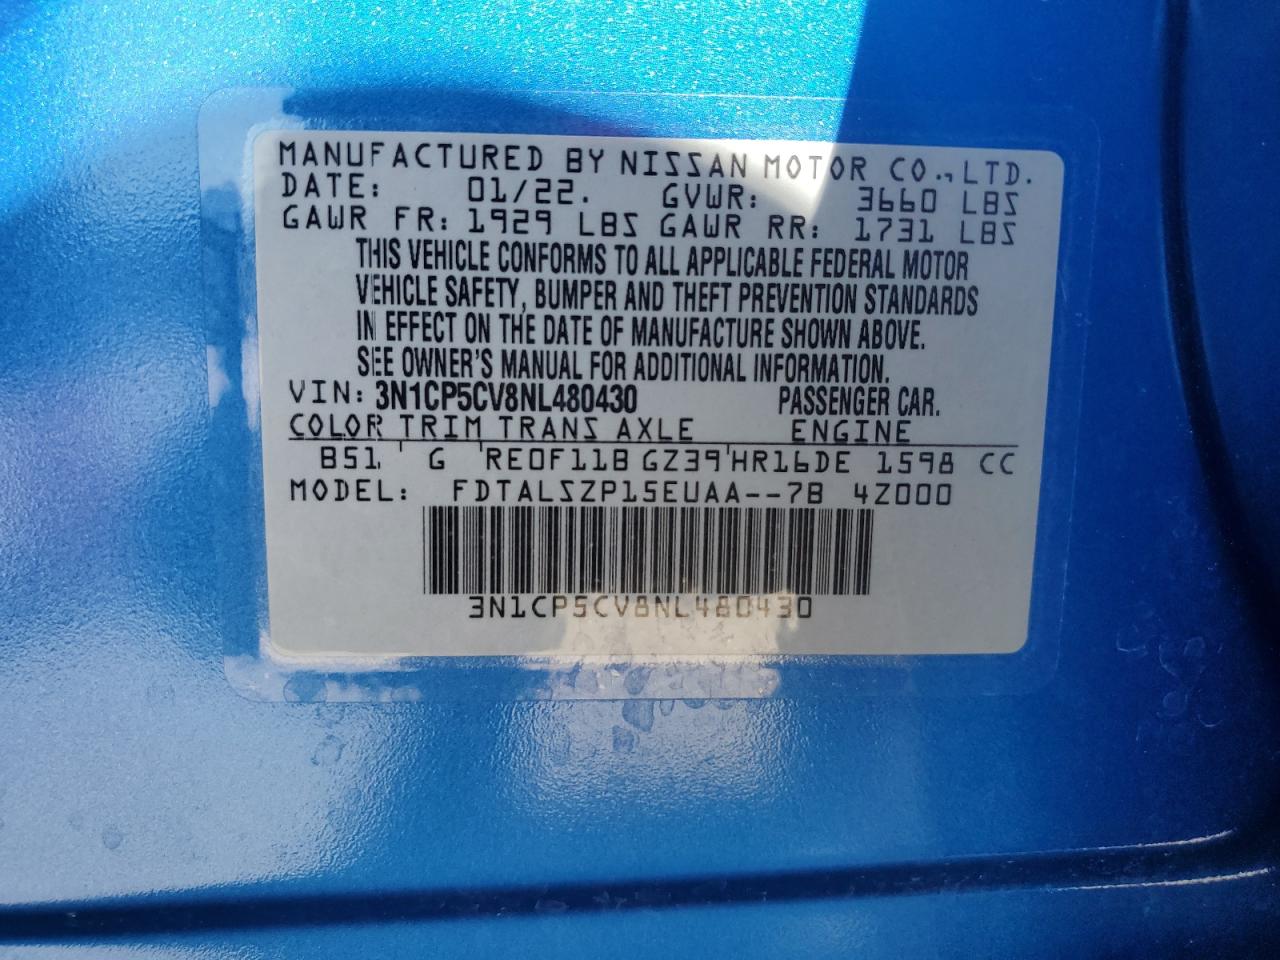 MANUFACTURED BY NISSAN MOTOR CO., LTD.
DATE: 01/22. GVWR: 3660 LBS
GAWR FR: 1929 LBS GAWR RR: 1731 LBS
THIS VEHICLE CONFORMS TO ALL APPLICABLE FEDERAL MOTOR
VEHICLE SAFETY, BUMPER AND THEFT PREVENTION STANDARDS
IN EFFECT ON THE DATE OF MANUFACTURE SHOWN ABOVE.
SEE OWNER'S MANUAL FOR ADDITIONAL INFORMATION.
VIN: 3N1CP5CV8NL480430 PASSENGER CAR.
COLOR TRIM TRANS AXLE ENGINE
B51 G RE0F11B GZ39 HR16DE 1598 CC
MODEL: FDTALSZP15EUAA--7B 4Z000
3N1CP5CV8NL480430